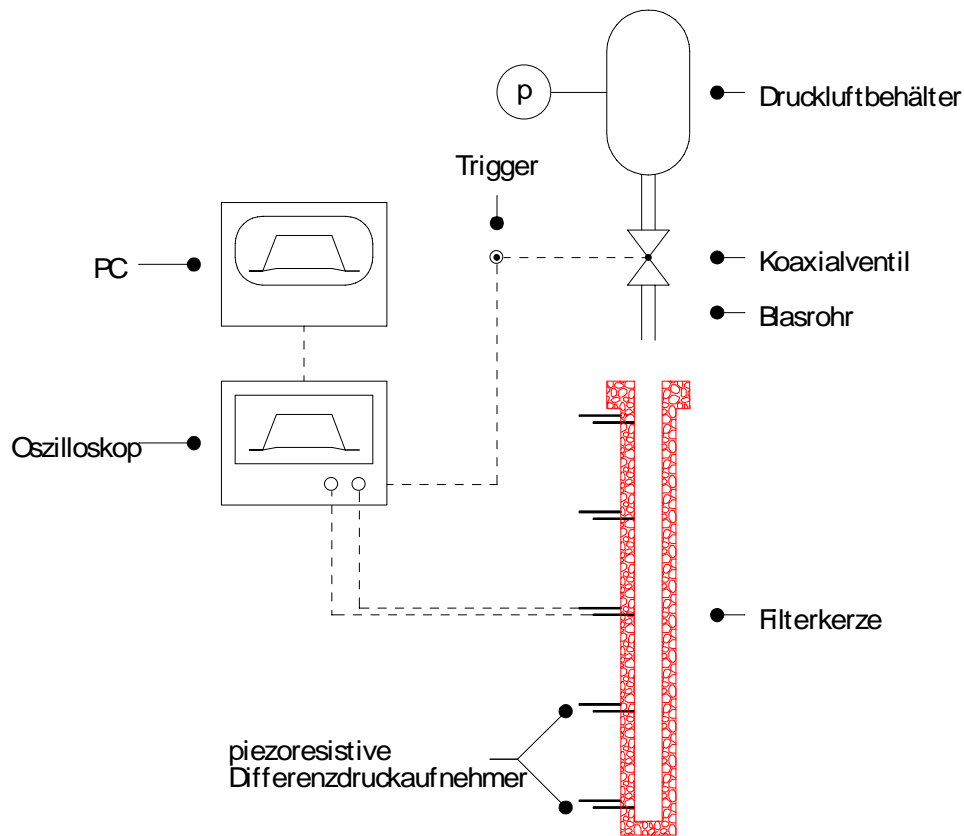 p
Druckluftbehälter
Trigger
PC
Koaxialventil
Blasrohr
Oszilloskop
Filterkerze
piezoresistive
Differenzdruckaufnehmer